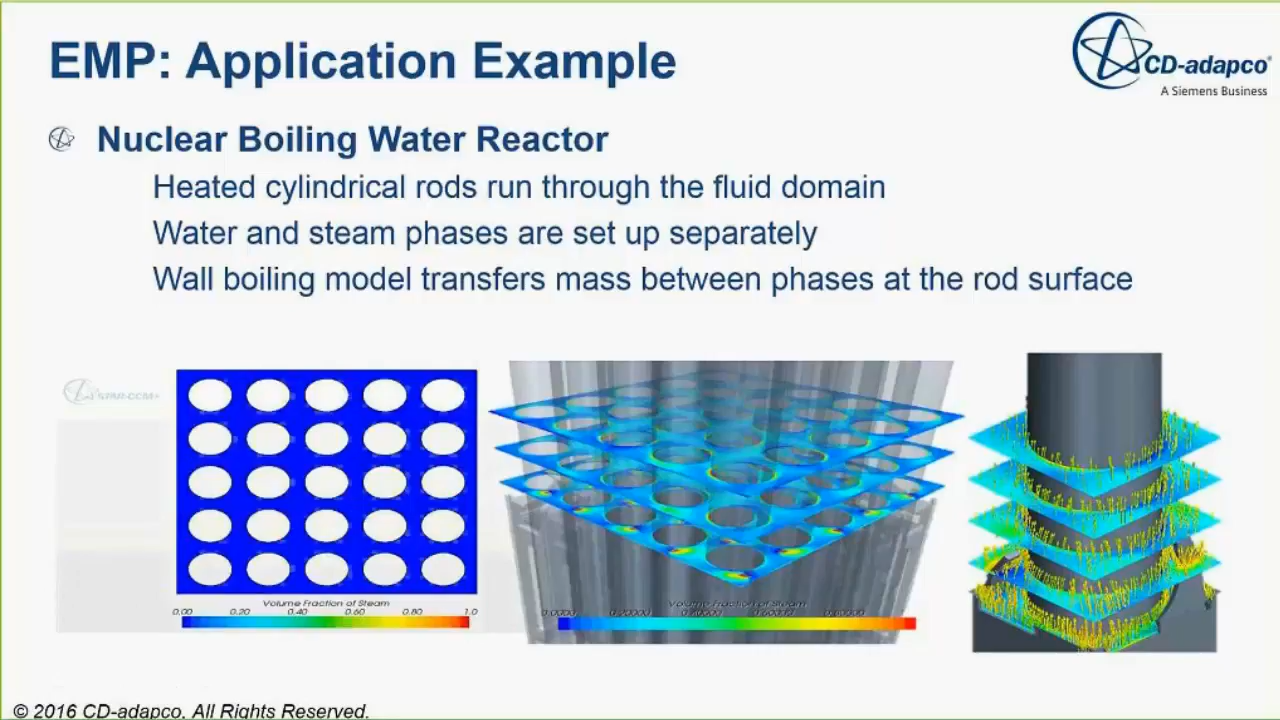 EMP: Application Example
CD-adapco
A Siemens Business
Nuclear Boiling Water Reactor
Heated cylindrical rods run through the fluid domain
Water and steam phases are set up separately
Wall boiling model transfers mass between phases at the rod surface
STAR-CCM+
Volume Fraction of Steam
0.00 0.20 0.40 0.60 0.80 1.0
Volume Fraction of Steam
© 2016 CD-adapco. All Rights Reserved.